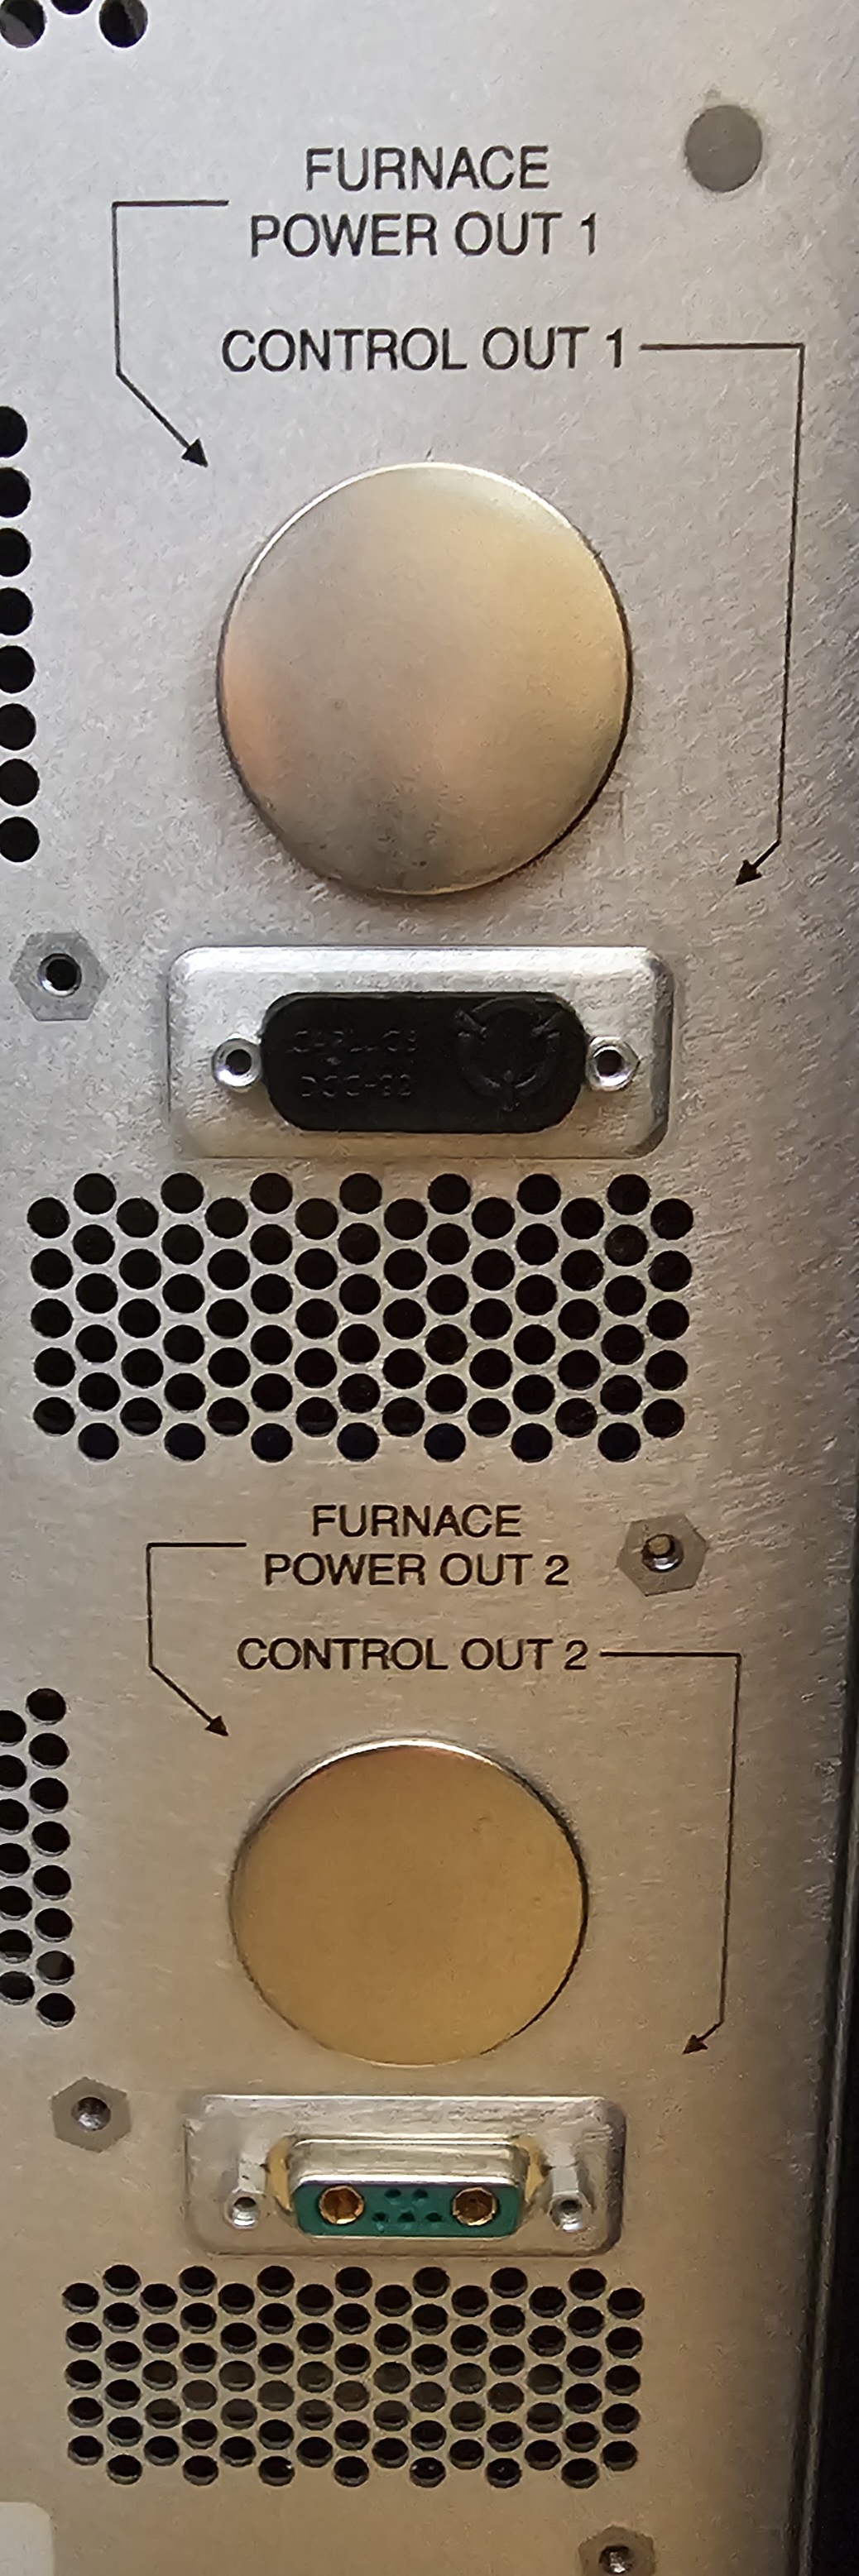 FURNACE
POWER OUT 1
CONTROL OUT 1
FURNACE
POWER OUT 2
CONTROL OUT 2